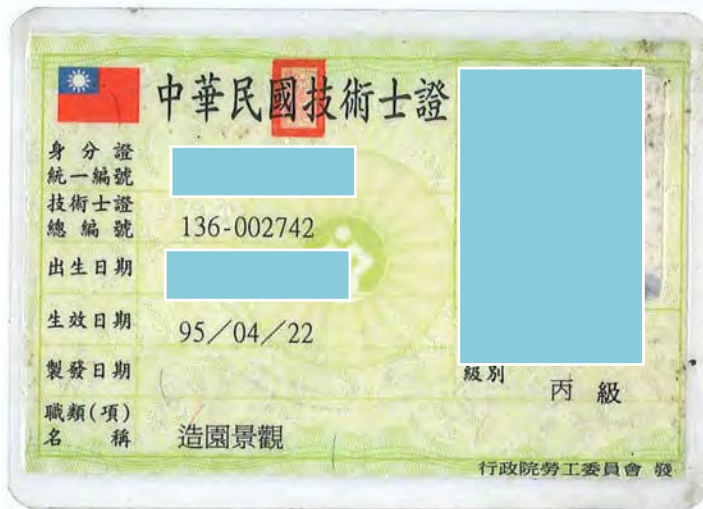 中華民國技術士證
身分證
統一編號
技術士證
總編號 136-002742
出生日期
生效日期 95/04/22
製發日期
級別 丙級
職類(項)
名稱 造園景觀
行政院勞工委員會 發